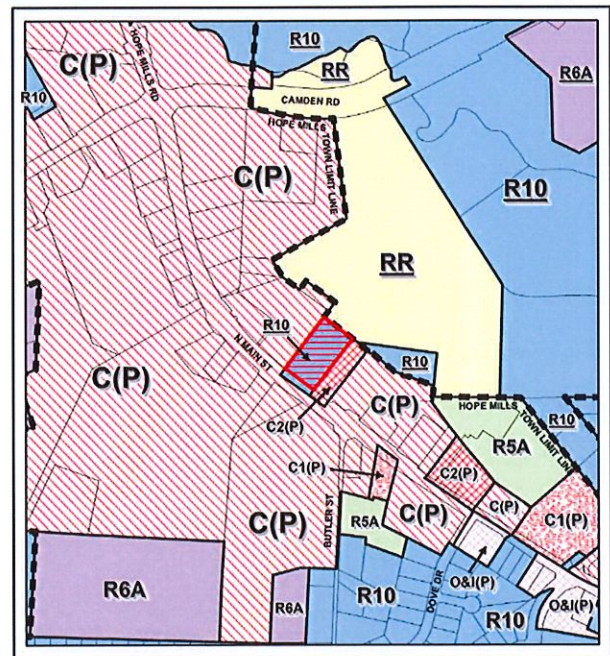 HOPE MILLS RD
R10
RR
R6A
C(P)
R10
CAMDEN RD
HOPE MILLS
TOWN LIMIT LINE
C(P)
R10
RR
R10
N MAIN ST
R10
C(P)
C2(P)
C(P)
HOPE MILLS
TOWN LIMIT LINE
R10
R5A
C1(P)
C2(P)
C(P)
C1(P)
C(P)
BUTLER ST
R5A
C(P)
O&I(P)
R6A
R6A
R10
DOVE DR
R10
O&I(P)